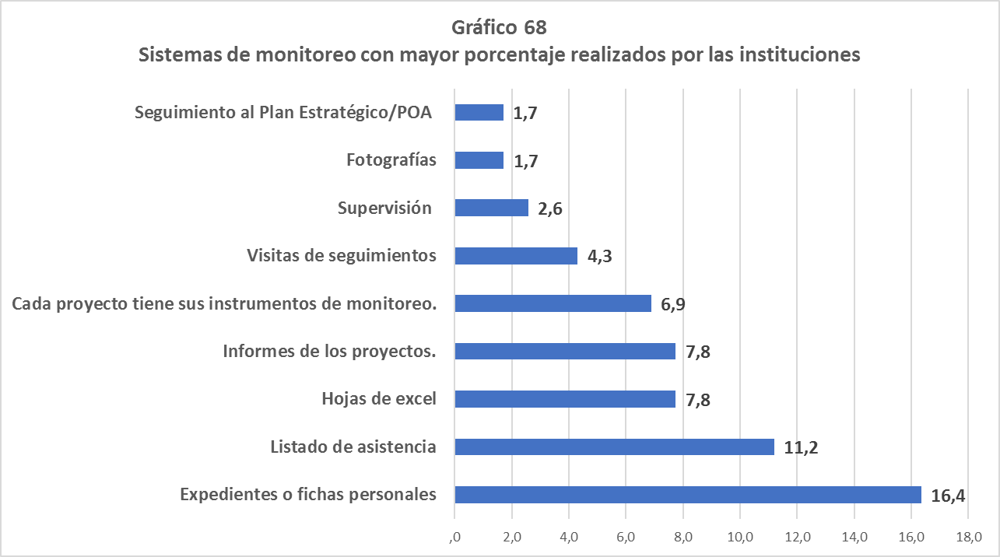 Gráfico 68
Sistemas de monitoreo con mayor porcentaje realizados por las instituciones
Seguimiento al Plan Estratégico/POA 1,7
Fotografías 1,7
Supervisión 2,6
Visitas de seguimientos 4,3
Cada proyecto tiene sus instrumentos de monitoreo. 6,9
Informes de los proyectos. 7,8
Hojas de excel 7,8
Listado de asistencia 11,2
Expedientes o fichas personales 16,4
,0 2,0 4,0 6,0 8,0 10,0 12,0 14,0 16,0 18,0